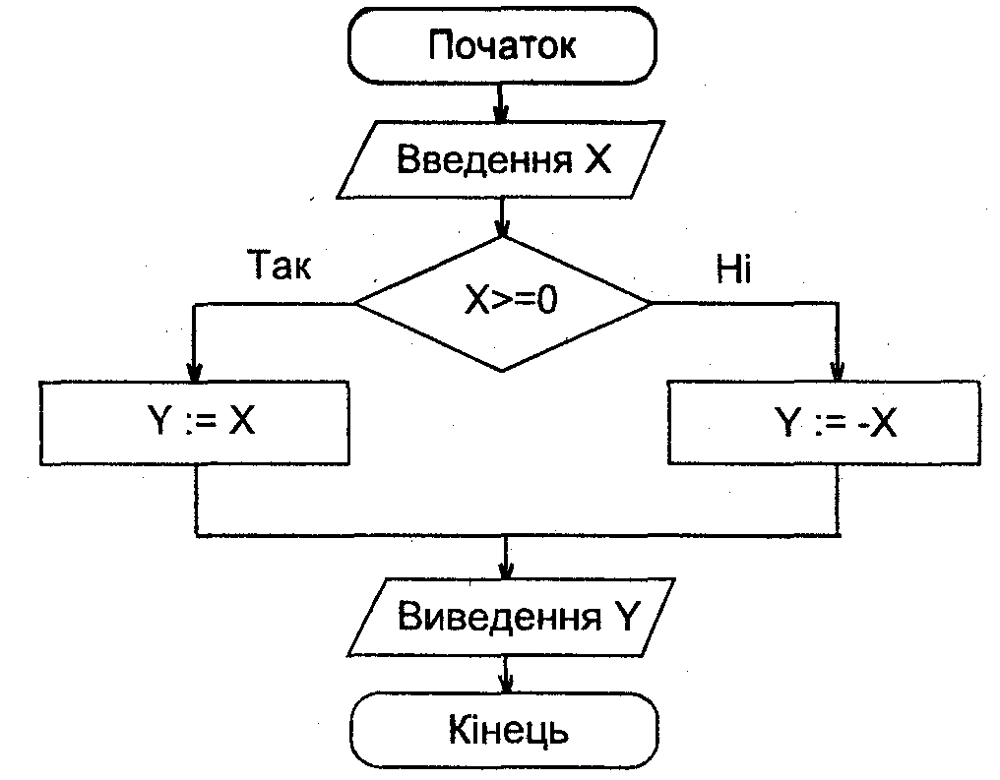 Початок
Введення X
Так
Ні
X>=0
Y := X
Y := -X
Виведення Y
Кінець